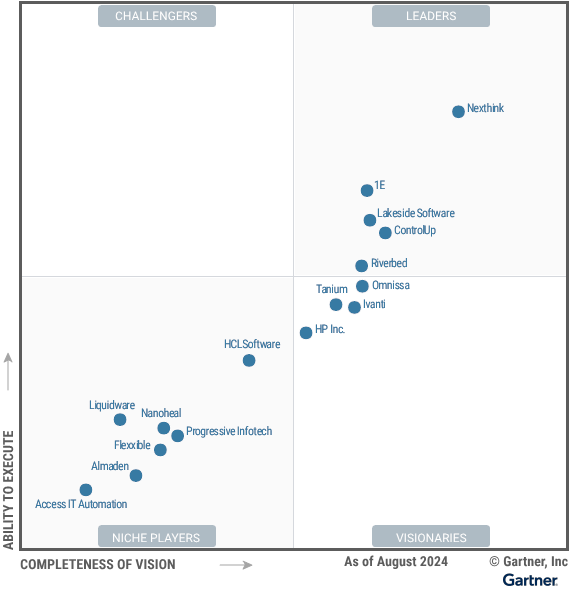 CHALLENGERS
LEADERS
Nexthink
1E
Lakeside Software
ControlUp
Riverbed
Omnissa
Tanium
Ivanti
HP Inc.
HCLSoftware
Liquidware
Nanoheal
Progressive Infotech
Flexxible
Almaden
Access IT Automation
NICHE PLAYERS
VISIONARIES
ABILITY TO EXECUTE
COMPLETENESS OF VISION
As of August 2024
© Gartner, Inc
Gartner